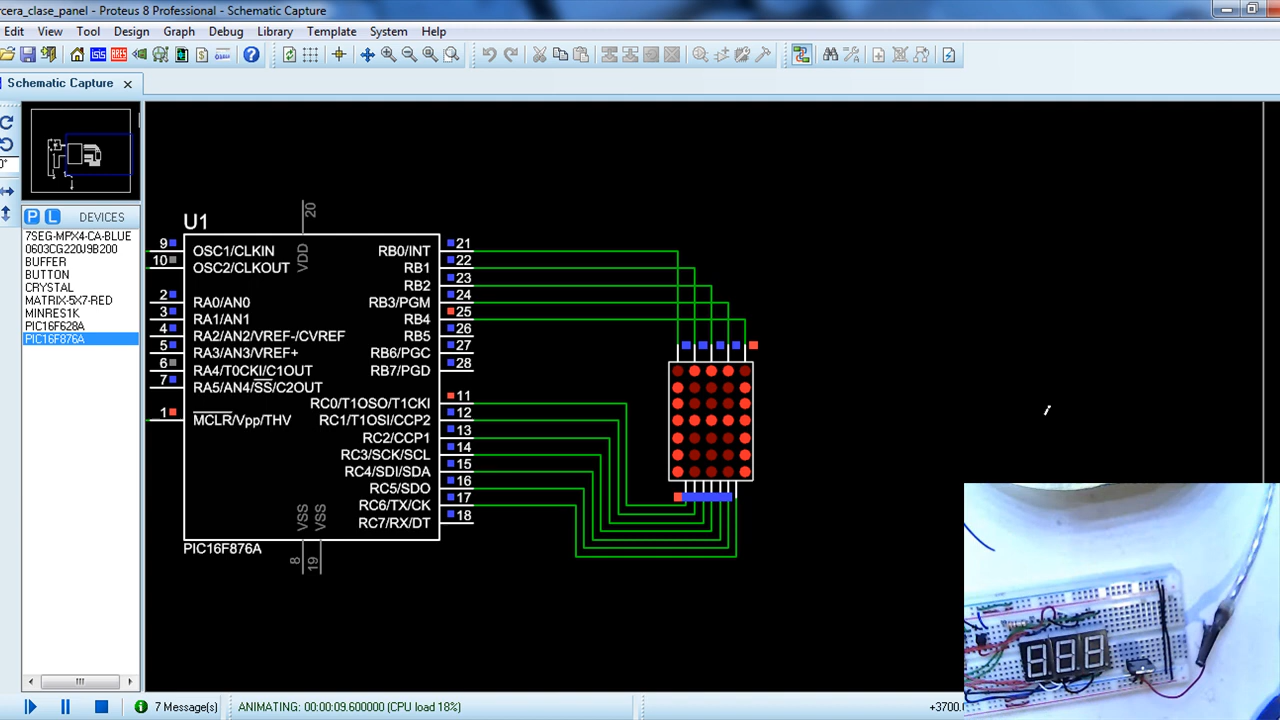 rcera_clase_panel - Proteus 8 Professional - Schematic Capture
Edit View Tool Design Graph Debug Library Template System Help
Schematic Capture
P L DEVICES
7SEG-MPX4-CA-BLUE
0603CG220J9B200
BUFFER
BUTTON
CRYSTAL
MATRIX-5X7-RED
MINRES1K
PIC16F628A
PIC16F876A
U1
20
VDD
9 OSC1/CLKIN
10 OSC2/CLKOUT
2 RA0/AN0
3 RA1/AN1
4 RA2/AN2/VREF-/CVREF
5 RA3/AN3/VREF+
6 RA4/T0CKI/C1OUT
7 RA5/AN4/SS/C2OUT
1 MCLR/Vpp/THV
RB0/INT 21
RB1 22
RB2 23
RB3/PGM 24
RB4 25
RB5 26
RB6/PGC 27
RB7/PGD 28
RC0/T1OSO/T1CKI 11
RC1/T1OSI/CCP2 12
RC2/CCP1 13
RC3/SCK/SCL 14
RC4/SDI/SDA 15
RC5/SDO 16
RC6/TX/CK 17
RC7/RX/DT 18
VSS VSS
8 19
PIC16F876A
7 Message(s)
ANIMATING: 00:00:09.600000 (CPU load 18%)
+3700.0